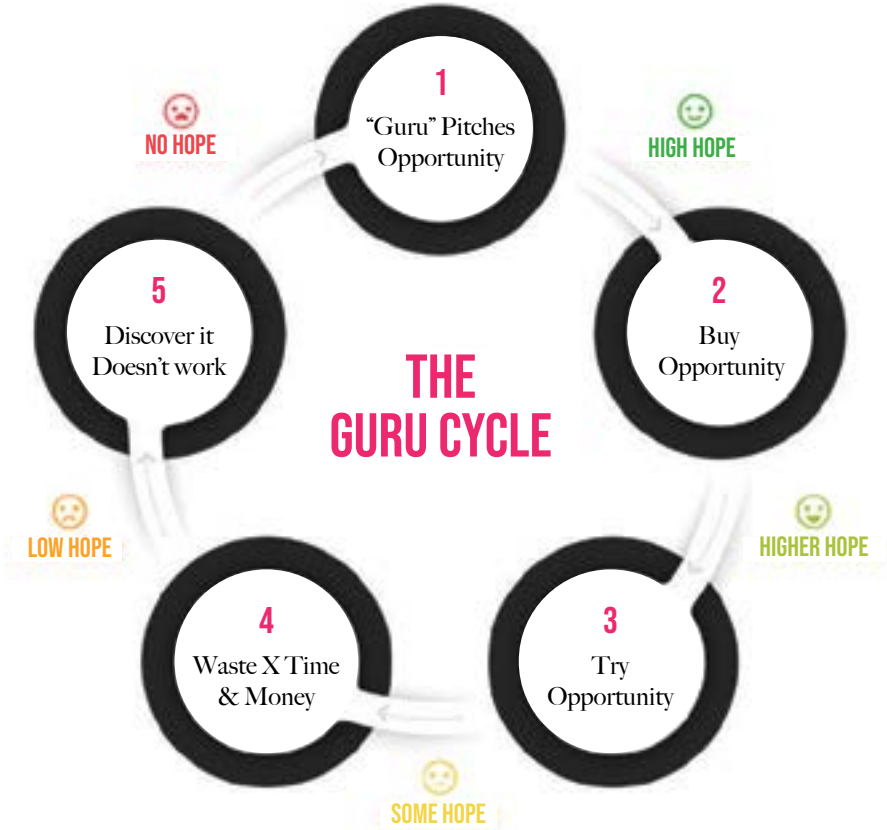 1
“Guru” Pitches
Opportunity
HIGH HOPE
2
Buy
Opportunity
HIGHER HOPE
3
Try
Opportunity
SOME HOPE
4
Waste X Time
& Money
LOW HOPE
5
Discover it
Doesn’t work
NO HOPE
THE
GURU CYCLE